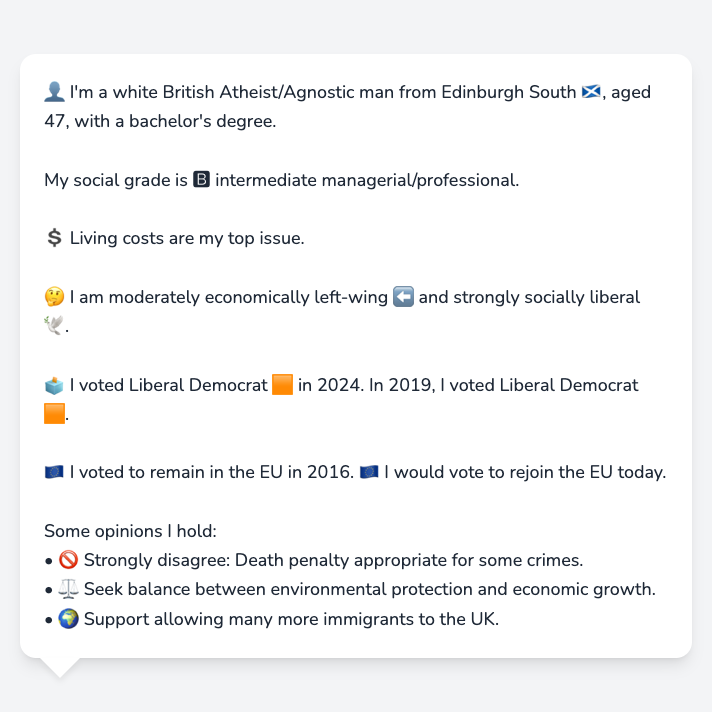 👤 I'm a white British Atheist/Agnostic man from Edinburgh South 🏴󠁧󠁢󠁳󠁣󠁴󠁿, aged
47, with a bachelor's degree.
My social grade is 🅱 intermediate managerial/professional.
💲 Living costs are my top issue.
🤔 I am moderately economically left-wing ⬅️ and strongly socially liberal
🕊️.
🗳️ I voted Liberal Democrat 🟧 in 2024. In 2019, I voted Liberal Democrat
🟧.
🇪🇺 I voted to remain in the EU in 2016. 🇪🇺 I would vote to rejoin the EU today.
Some opinions I hold:
• 🚫 Strongly disagree: Death penalty appropriate for some crimes.
• ⚖️ Seek balance between environmental protection and economic growth.
• 🌍 Support allowing many more immigrants to the UK.